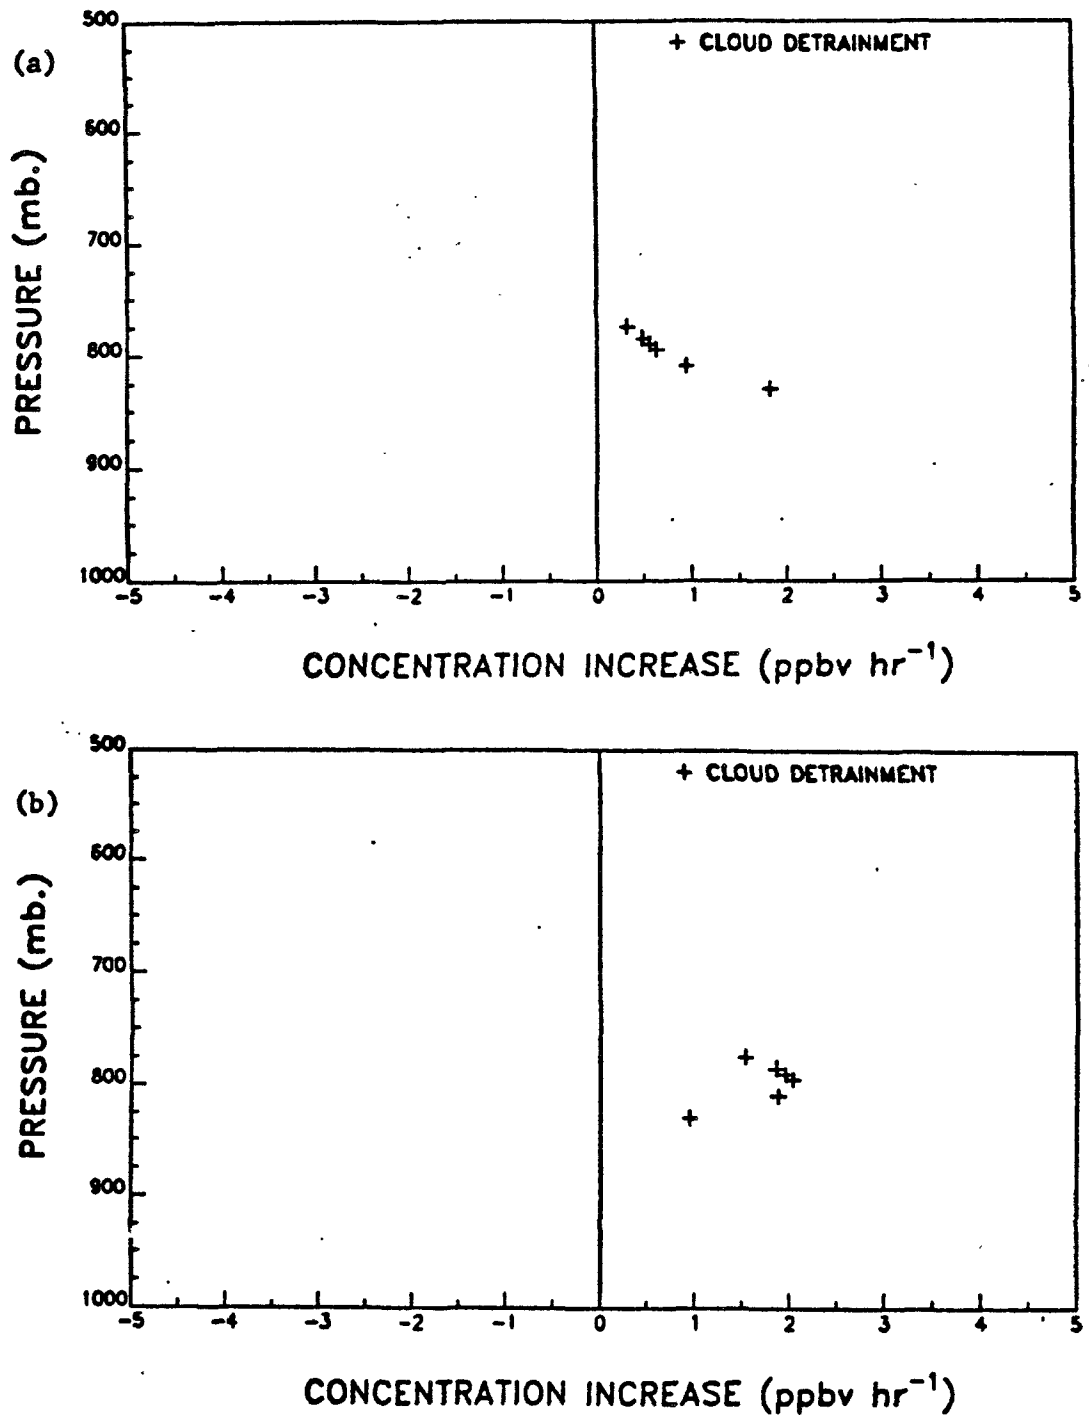 (a)
500
600
700
800
900
1000
PRESSURE (mb.)
+ CLOUD DETRAINMENT
-5 -4 -3 -2 -1 0 1 2 3 4 5
CONCENTRATION INCREASE (ppbv hr⁻¹)
(b)
500
600
700
800
900
1000
PRESSURE (mb.)
+ CLOUD DETRAINMENT
-5 -4 -3 -2 -1 0 1 2 3 4 5
CONCENTRATION INCREASE (ppbv hr⁻¹)